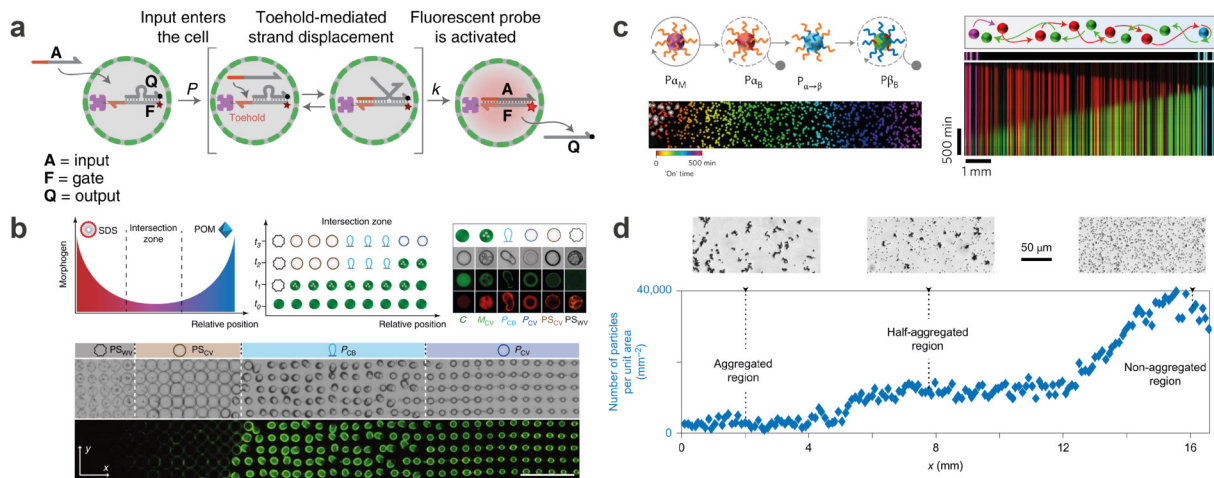 a
Input enters
the cell
Toehold-mediated
strand displacement
Fluorescent probe
is activated
A
Q
F
P
Toehold
A
F
k
A
F
Q
A = input
F = gate
Q = output
b
SDS
Intersection
zone
POM
Morphogen
Relative position
Intersection zone
t3
t2
t1
t0
Relative position
C MCV PCB PCV PSCV PSWV
PSWV PSCV PCB PCV
y
x
c
PαM PαB Pα→β PβB
0 500 min
'On' time
500 min
1 mm
d
50 µm
40,000
20,000
0
Number of particles
per unit area
(mm−2)
Aggregated
region
Half-aggregated
region
Non-aggregated
region
0 2 4 6 8 10 12 14 16
x (mm)